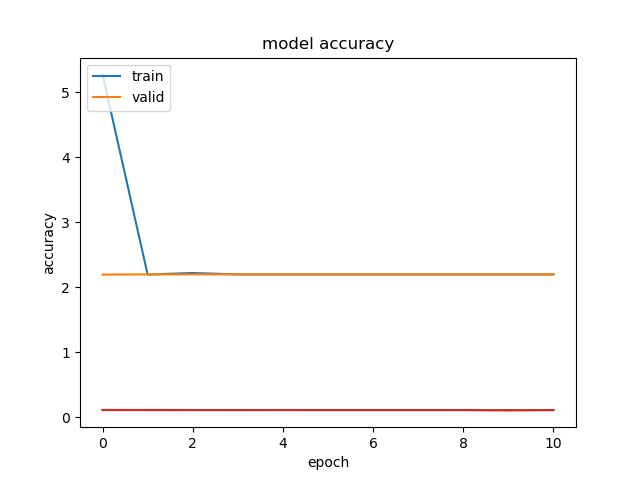 model accuracy
train
valid
accuracy
5
4
3
2
1
0
0 2 4 6 8 10
epoch